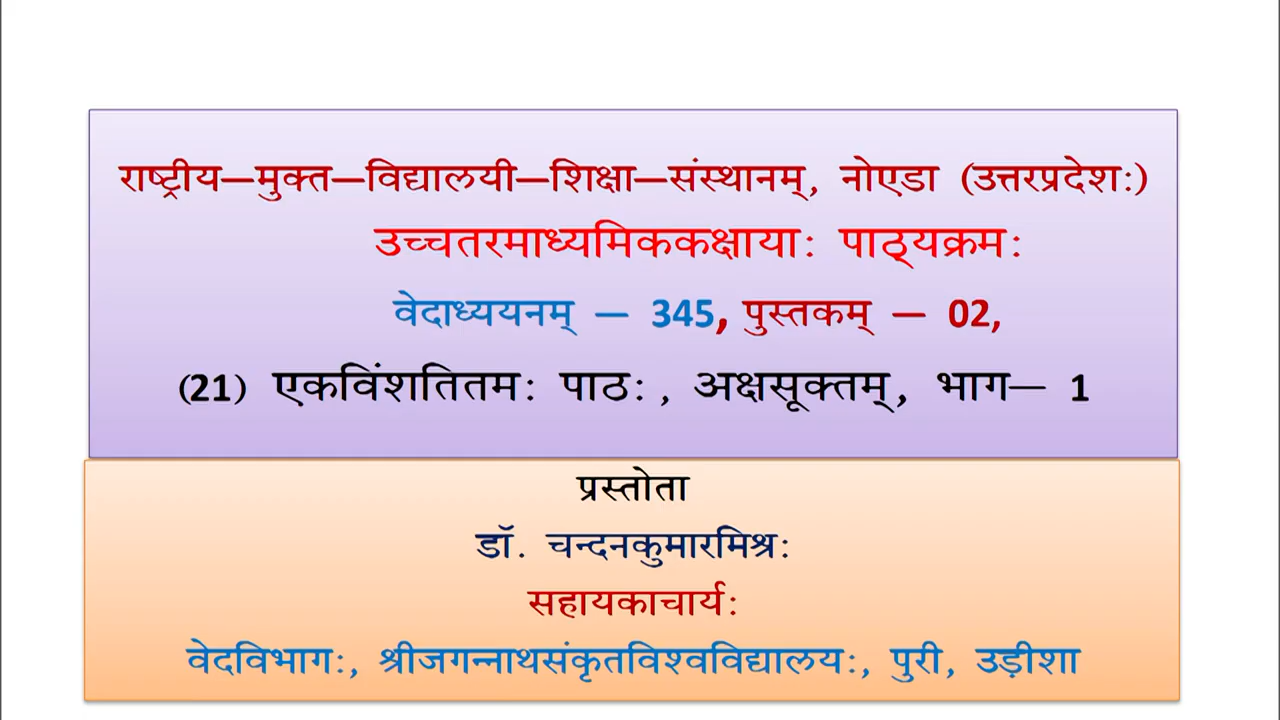 राष्ट्रीय—मुक्त—विद्यालयी—शिक्षा—संस्थानम्, नोएडा (उत्तरप्रदेशः)
उच्चतरमाध्यमिककक्षायाः पाठ्यक्रमः
वेदाध्ययनम् — 345, पुस्तकम् — 02,
(21) एकविंशतितमः पाठः, अक्षसूक्तम्, भाग— 1
प्रस्तोता
डॉ. चन्दनकुमारमिश्रः
सहायकाचार्यः
वेदविभागः, श्रीजगन्नाथसंकृतविश्वविद्यालयः, पुरी, उड़ीशा